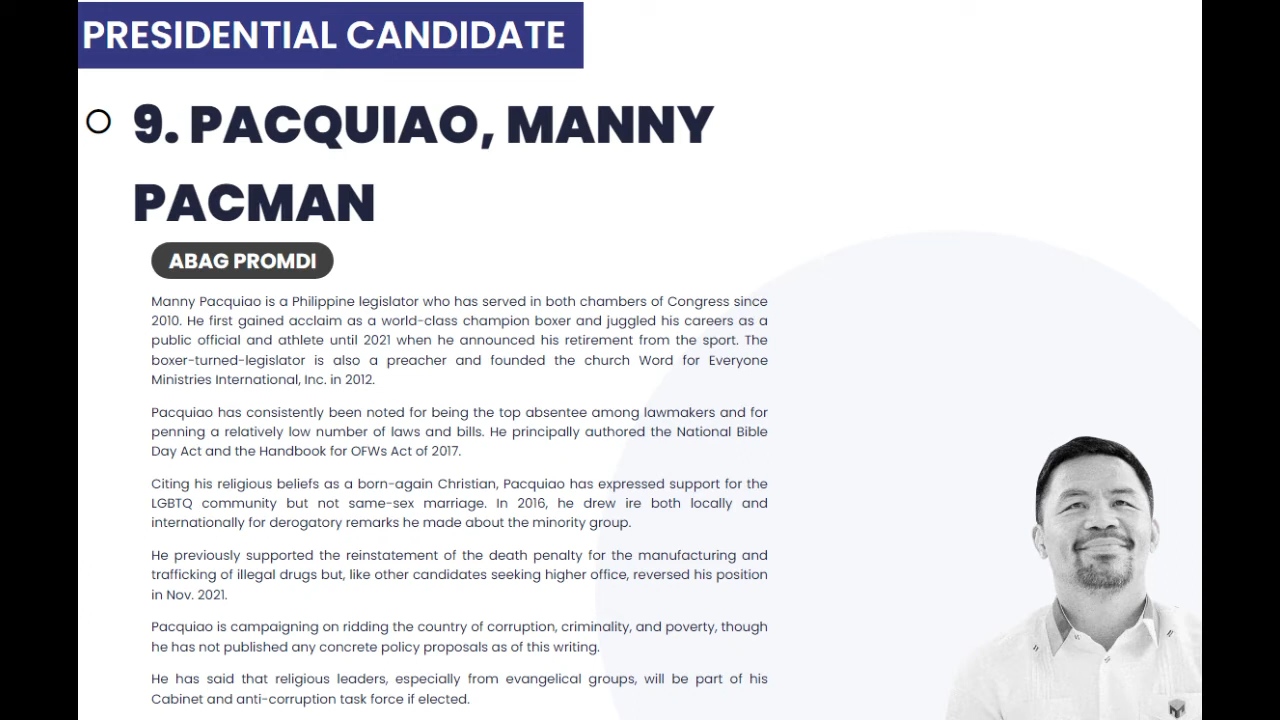 PRESIDENTIAL CANDIDATE
9. PACQUIAO, MANNY
PACMAN
ABAG PROMDI
Manny Pacquiao is a Philippine legislator who has served in both chambers of Congress since
2010. He first gained acclaim as a world-class champion boxer and juggled his careers as a
public official and athlete until 2021 when he announced his retirement from the sport. The
boxer-turned-legislator is also a preacher and founded the church Word for Everyone
Ministries International, Inc. in 2012.
Pacquiao has consistently been noted for being the top absentee among lawmakers and for
penning a relatively low number of laws and bills. He principally authored the National Bible
Day Act and the Handbook for OFWs Act of 2017.
Citing his religious beliefs as a born-again Christian, Pacquiao has expressed support for the
LGBTQ community but not same-sex marriage. In 2016, he drew ire both locally and
internationally for derogatory remarks he made about the minority group.
He previously supported the reinstatement of the death penalty for the manufacturing and
trafficking of illegal drugs but, like other candidates seeking higher office, reversed his position
in Nov. 2021.
Pacquiao is campaigning on ridding the country of corruption, criminality, and poverty, though
he has not published any concrete policy proposals as of this writing.
He has said that religious leaders, especially from evangelical groups, will be part of his
Cabinet and anti-corruption task force if elected.